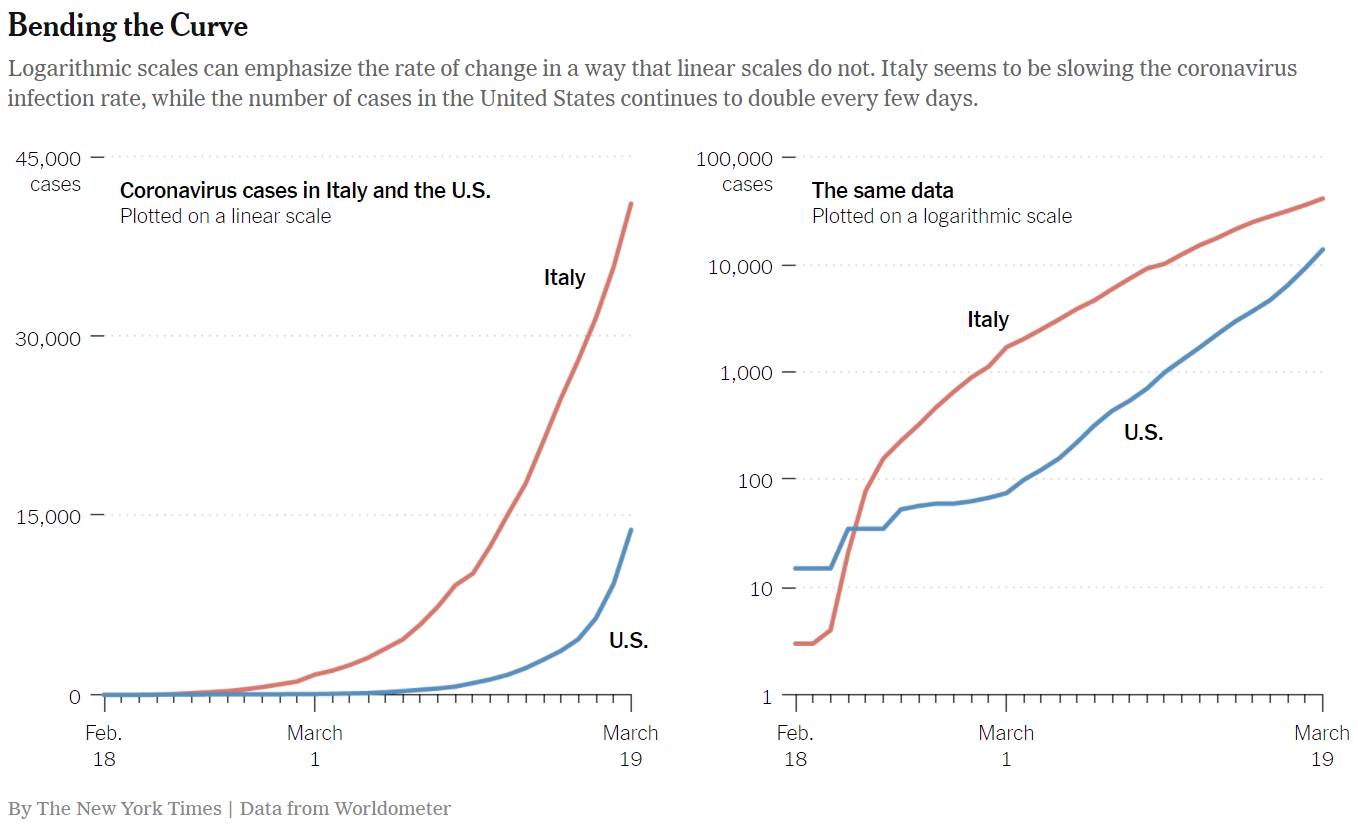 Bending the Curve
Logarithmic scales can emphasize the rate of change in a way that linear scales do not. Italy seems to be slowing the coronavirus
infection rate, while the number of cases in the United States continues to double every few days.
45,000
cases
Coronavirus cases in Italy and the U.S.
Plotted on a linear scale
Italy
30,000
15,000
U.S.
0
Feb.
18
March
1
March
19
100,000
cases
The same data
Plotted on a logarithmic scale
10,000
Italy
1,000
U.S.
100
10
1
Feb.
18
March
1
March
19
By The New York Times | Data from Worldometer